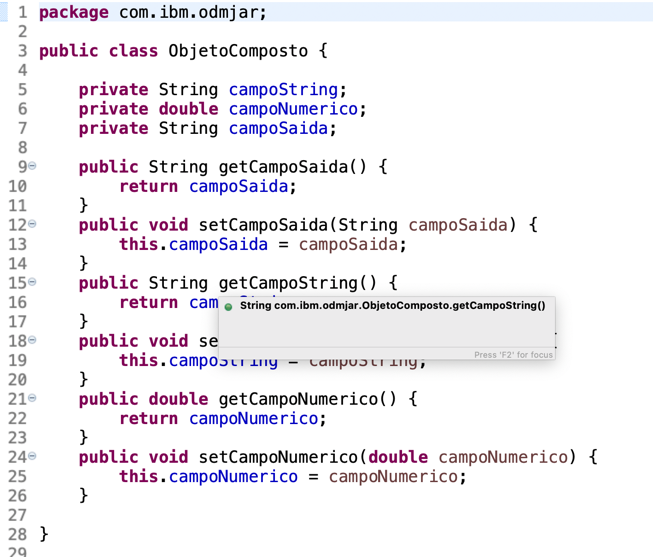 1 package com.ibm.odmjar;
2
3 public class ObjetoComposto {
4
5 private String campoString;
6 private double campoNumerico;
7 private String campoSaida;
8
9 public String getCampoSaida() {
10 return campoSaida;
11 }
12 public void setCampoSaida(String campoSaida) {
13 this.campoSaida = campoSaida;
14 }
15 public String getCampoString() {
16 return cam
String com.ibm.odmjar.ObjetoComposto.getCampoString()
17 }
18 public void se {
Press 'F2' for focus
19 this.campoString = campoString;
20 }
21 public double getCampoNumerico() {
22 return campoNumerico;
23 }
24 public void setCampoNumerico(double campoNumerico) {
25 this.campoNumerico = campoNumerico;
26 }
27
28 }
29